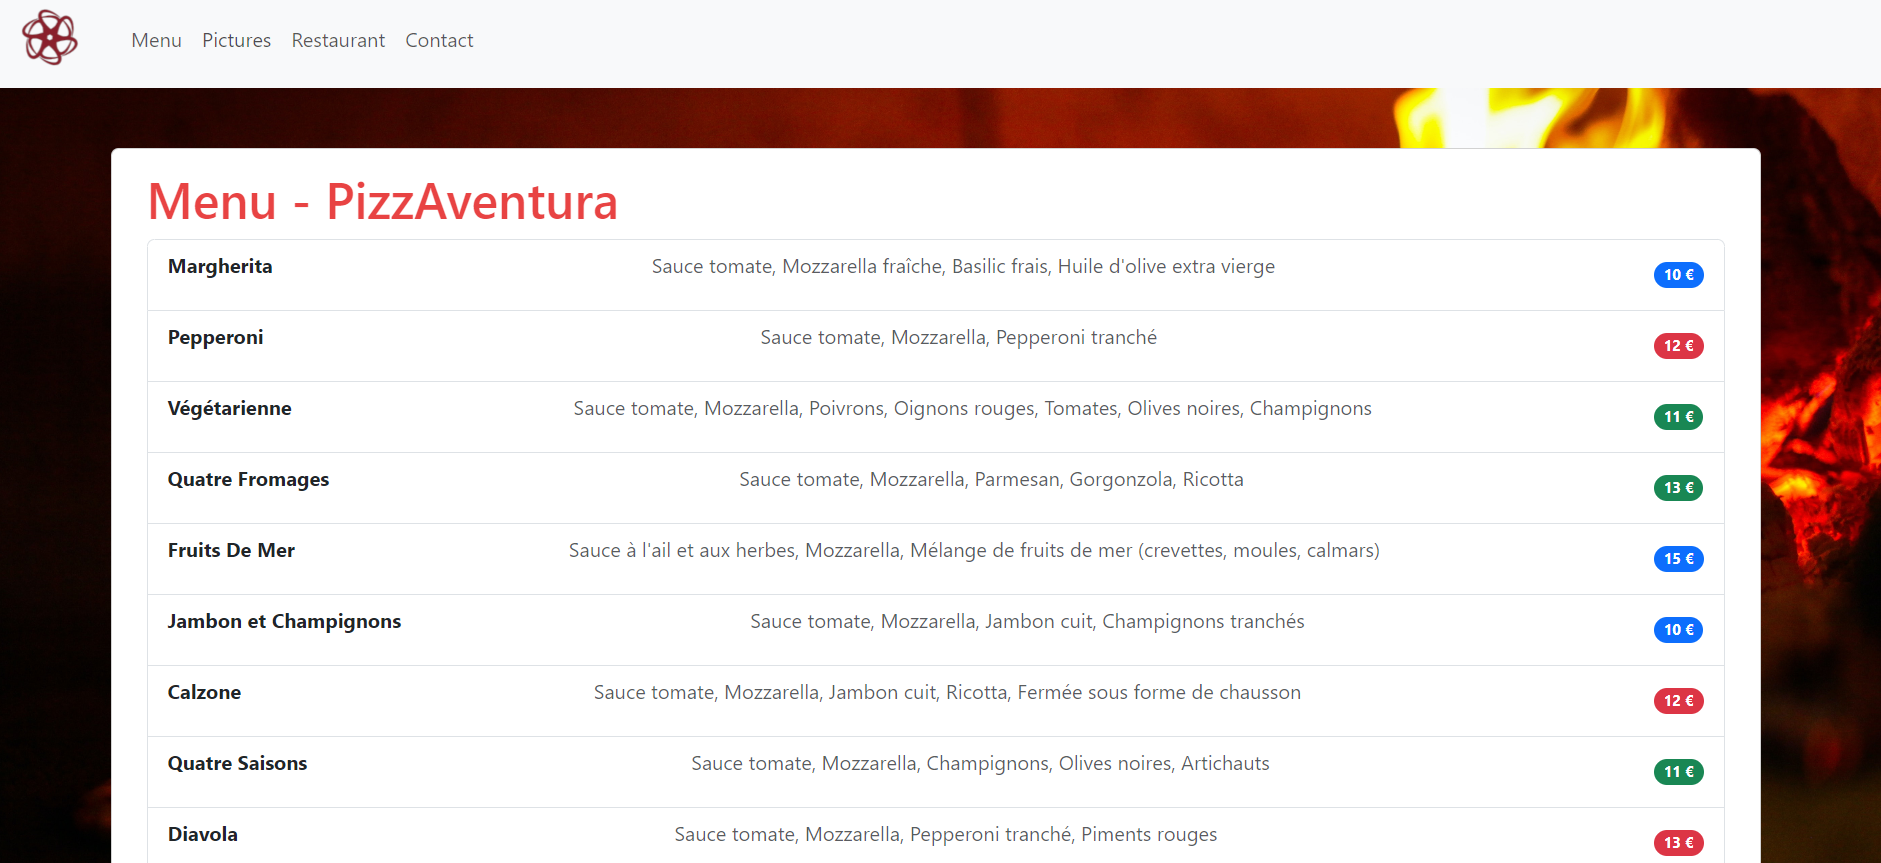 Menu Pictures Restaurant Contact
Menu - PizzAventura
Margherita Sauce tomate, Mozzarella fraîche, Basilic frais, Huile d'olive extra vierge 10 €
Pepperoni Sauce tomate, Mozzarella, Pepperoni tranché 12 €
Végétarienne Sauce tomate, Mozzarella, Poivrons, Oignons rouges, Tomates, Olives noires, Champignons 11 €
Quatre Fromages Sauce tomate, Mozzarella, Parmesan, Gorgonzola, Ricotta 13 €
Fruits De Mer Sauce à l'ail et aux herbes, Mozzarella, Mélange de fruits de mer (crevettes, moules, calmars) 15 €
Jambon et Champignons Sauce tomate, Mozzarella, Jambon cuit, Champignons tranchés 10 €
Calzone Sauce tomate, Mozzarella, Jambon cuit, Ricotta, Fermée sous forme de chausson 12 €
Quatre Saisons Sauce tomate, Mozzarella, Champignons, Olives noires, Artichauts 11 €
Diavola Sauce tomate, Mozzarella, Pepperoni tranché, Piments rouges 13 €